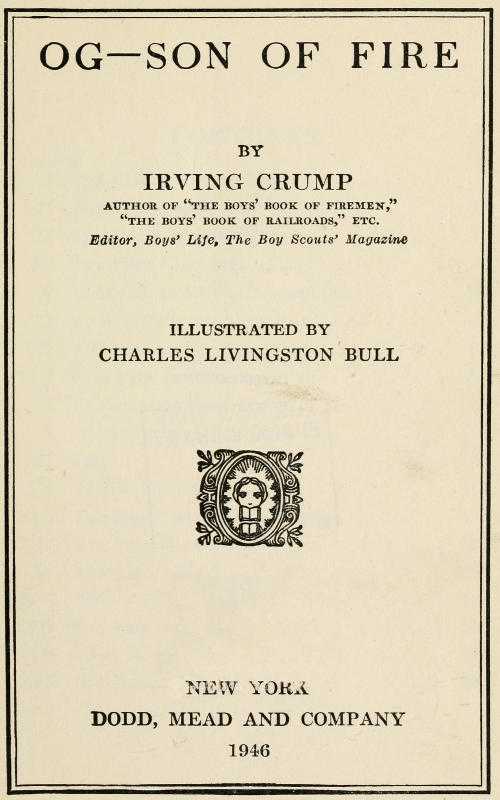 OG—SON OF FIRE
BY
IRVING CRUMP
AUTHOR OF "THE BOYS' BOOK OF FIREMEN,"
"THE BOYS' BOOK OF RAILROADS," ETC.
Editor, Boys' Life, The Boy Scouts' Magazine
ILLUSTRATED BY
CHARLES LIVINGSTON BULL
NEW YORK
DODD, MEAD AND COMPANY
1946